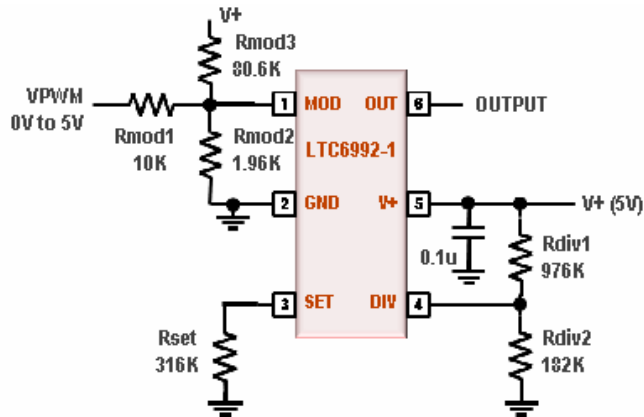 V+
Rmod3
80.6K
VPWM
0V to 5V
Rmod1
10K
Rmod2
1.96K
1 MOD OUT 6
OUTPUT
LTC6992-1
2 GND V+ 5
V+ (5V)
0.1u
Rdiv1
976K
3 SET DIV 4
Rset
316K
Rdiv2
182K